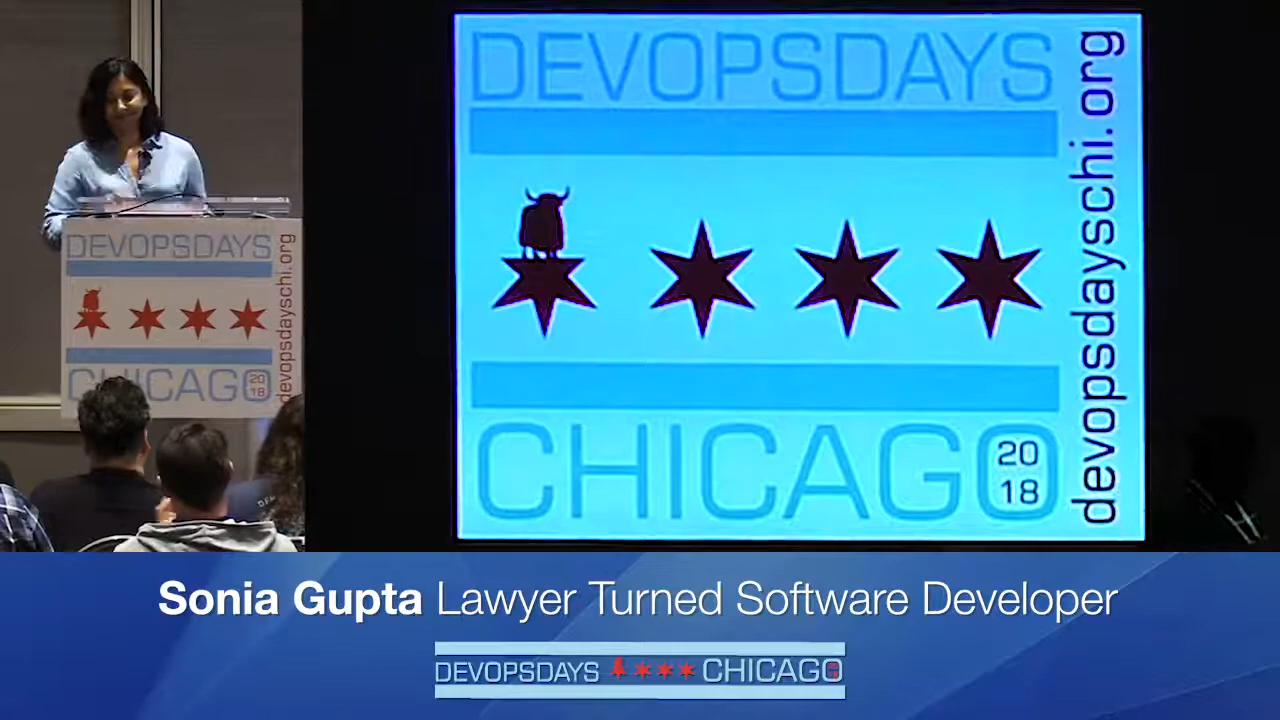 DEVOPSDAYS
devopsdayschi.org
CHICAGO
20
18
DEVOPSDAYS
devopsdayschi.org
CHICAGO
20
18
Sonia Gupta Lawyer Turned Software Developer
DEVOPSDAYS CHICAGO